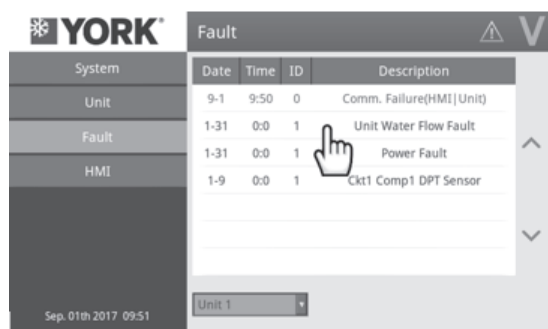 YORK®
Fault
V
System
Unit
Fault
HMI
Date Time ID Description
9-1 9:50 0 Comm. Failure(HMI|Unit)
1-31 0:0 1 Unit Water Flow Fault
1-31 0:0 1 Power Fault
1-9 0:0 1 Ckt1 Comp1 DPT Sensor
Unit 1
Sep. 01th 2017 09:51